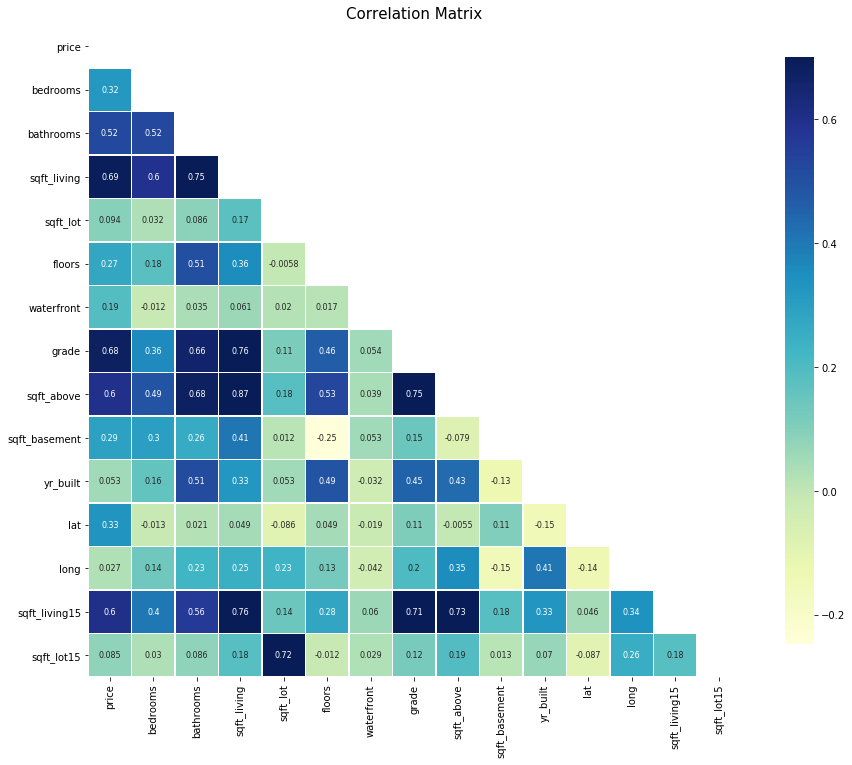 Correlation Matrix
price
bedrooms 0.32
bathrooms 0.52 0.52
sqft_living 0.69 0.6 0.75
sqft_lot 0.094 0.032 0.086 0.17
floors 0.27 0.18 0.51 0.36 -0.0058
waterfront 0.19 -0.012 0.035 0.061 0.02 0.017
grade 0.68 0.36 0.66 0.76 0.11 0.46 0.054
sqft_above 0.6 0.49 0.68 0.87 0.18 0.53 0.039 0.75
sqft_basement 0.29 0.3 0.26 0.41 0.012 -0.25 0.053 0.15 -0.079
yr_built 0.053 0.16 0.51 0.33 0.053 0.49 -0.032 0.45 0.43 -0.13
lat 0.33 -0.013 0.021 0.049 -0.086 0.049 -0.019 0.11 -0.0055 0.11 -0.15
long 0.027 0.14 0.23 0.25 0.23 0.13 -0.042 0.2 0.35 -0.15 0.41 -0.14
sqft_living15 0.6 0.4 0.56 0.76 0.14 0.28 0.06 0.71 0.73 0.18 0.33 0.046 0.34
sqft_lot15 0.085 0.03 0.086 0.18 0.72 -0.012 0.029 0.12 0.19 0.013 0.07 -0.087 0.26 0.18
price bedrooms bathrooms sqft_living sqft_lot floors waterfront grade sqft_above sqft_basement yr_built lat long sqft_living15 sqft_lot15
0.6
0.4
0.2
0.0
−0.2